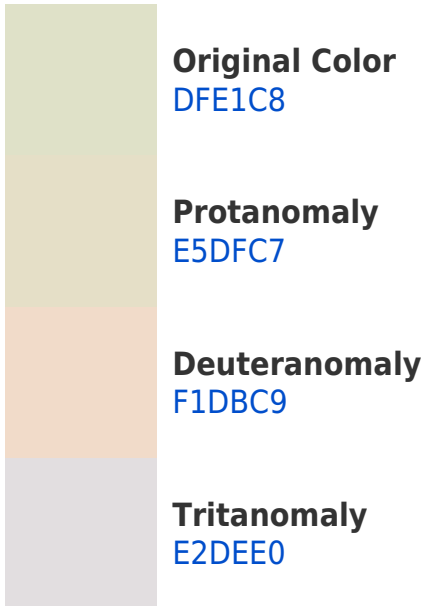 Original Color
DFE1C8
Protanomaly
E5DFC7
Deuteranomaly
F1DBC9
Tritanomaly
E2DEE0